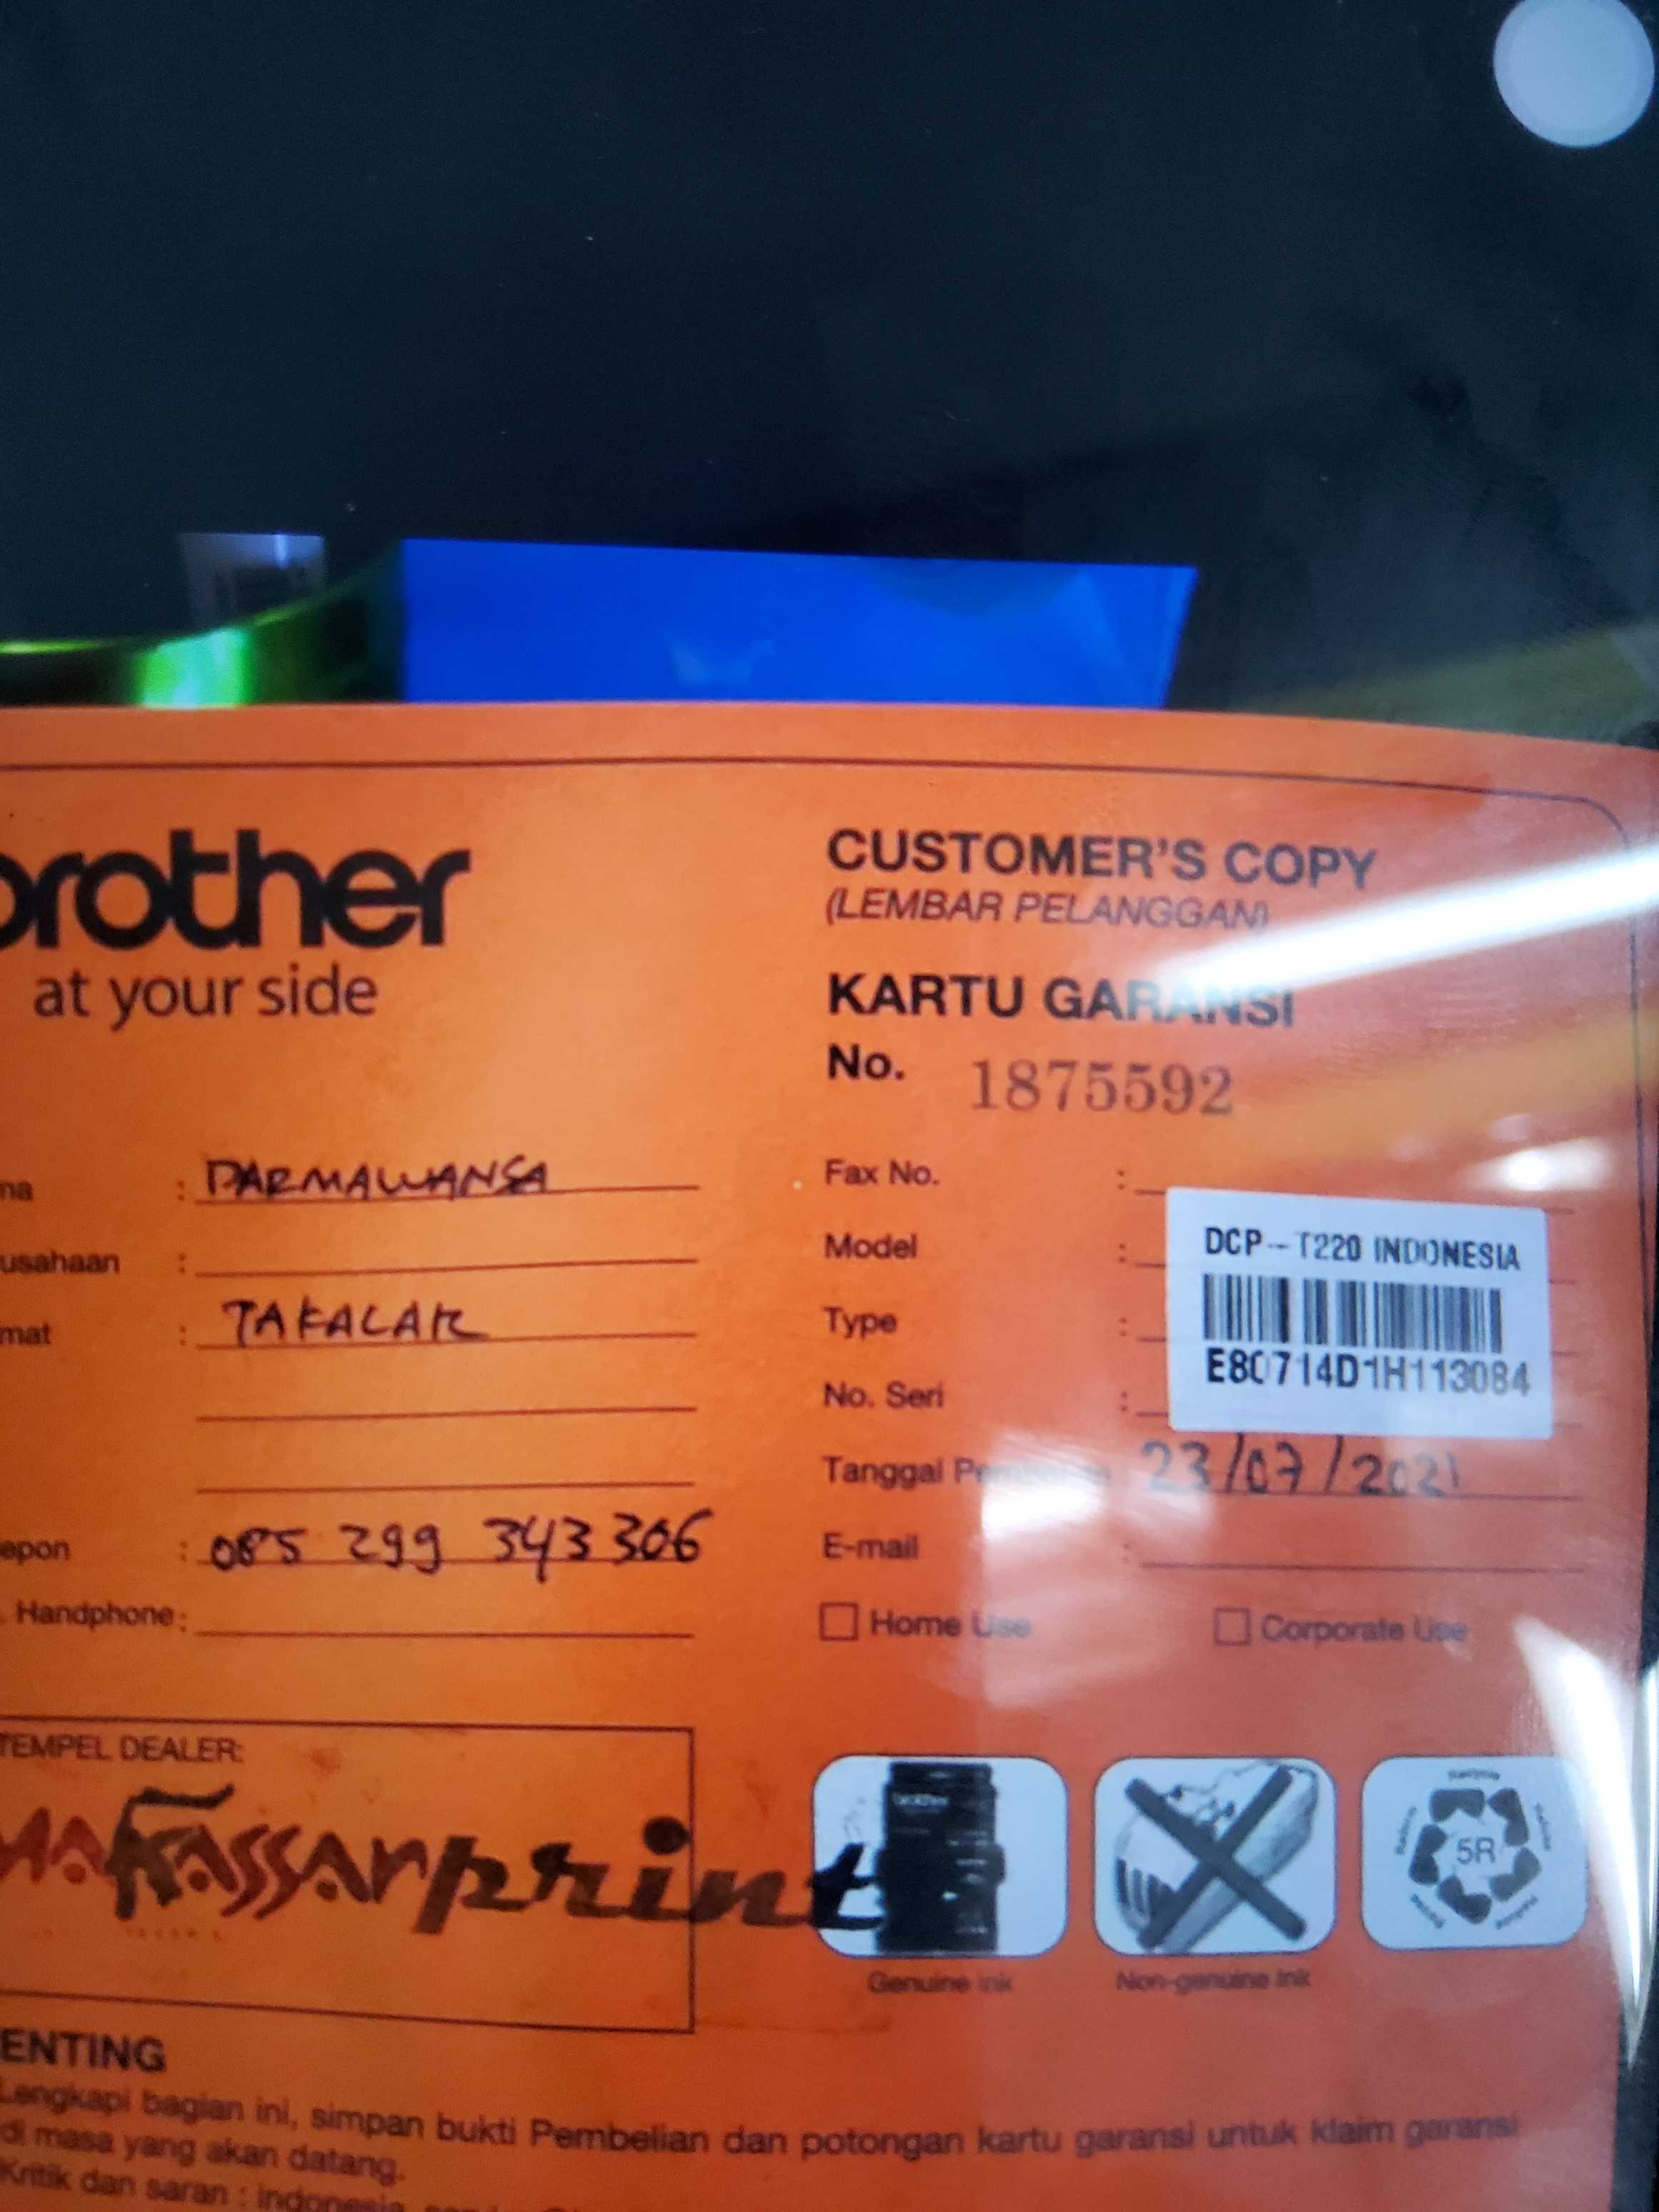 brother
at your side
CUSTOMER'S COPY
(LEMBAR PELANGGAN)
KARTU GARANSI
No. 1875592
ma : DARMAWANSA
usahaan :
mat : TAKALAR
epon : 085 299 343 306
. Handphone :
Fax No. :
Model : DCP-T220 INDONESIA
Type :
No. Seri : E80714D1H113084
Tanggal 23/07/2021
E-mail :
Home Use Corporate Use
TEMPEL DEALER:
MAKASSARprint
Genuine ink Non-genuine ink
5R
ENTING
Lengkapi bagian ini, simpan bukti Pembelian dan potongan kartu garansi untuk klaim garansi
di masa yang akan datang.
Kritik dan saran : Indonesia